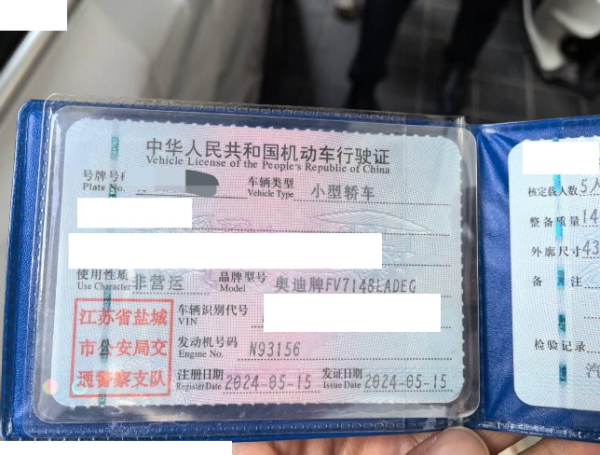 中华人民共和国机动车行驶证
Vehicle License of the People's Republic of China
号牌号
Plate No.
车辆类型
Vehicle Type
小型轿车
使用性质
Use Character
非营运
品牌型号
Model
奥迪牌FV7148LADEG
江苏省盐城
市公安局交
通警察支队
车辆识别代号
VIN
发动机号码
Engine No.
N93156
注册日期
Register Date
2024-05-15
发证日期
Issue Date
2024-05-15
核定载人数 5人
整备质量 14
外廓尺寸 43
备 注
检验记录